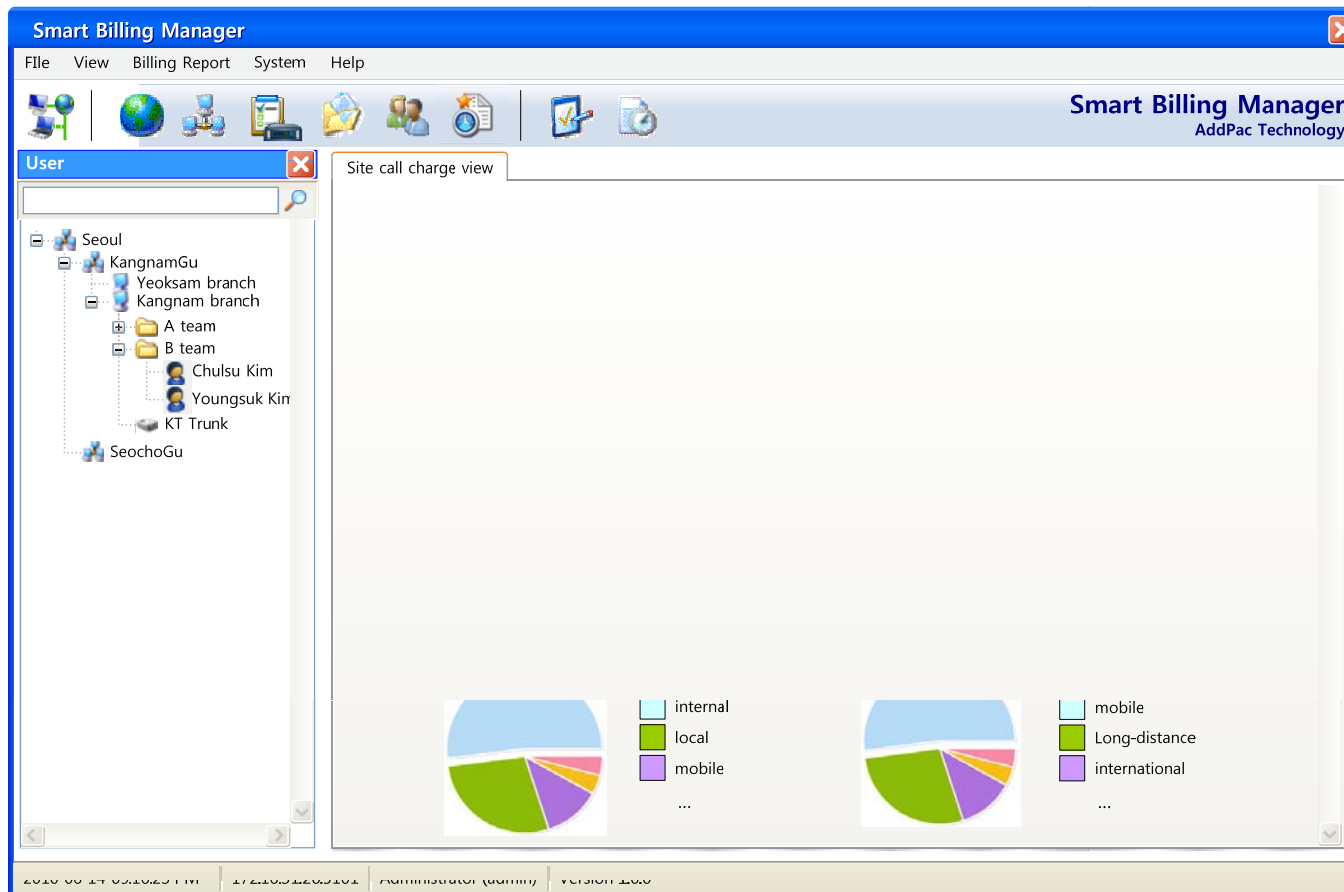 Smart Billing Manager
FIle View Billing Report System Help
Smart Billing Manager
AddPac Technology
User
Site call charge view
Seoul
KangnamGu
Yeoksam branch
Kangnam branch
A team
B team
Chulsu Kim
Youngsuk Kim
KT Trunk
SeochoGu
internal
local
mobile
...
mobile
Long-distance
international
...
Administrator (admin)